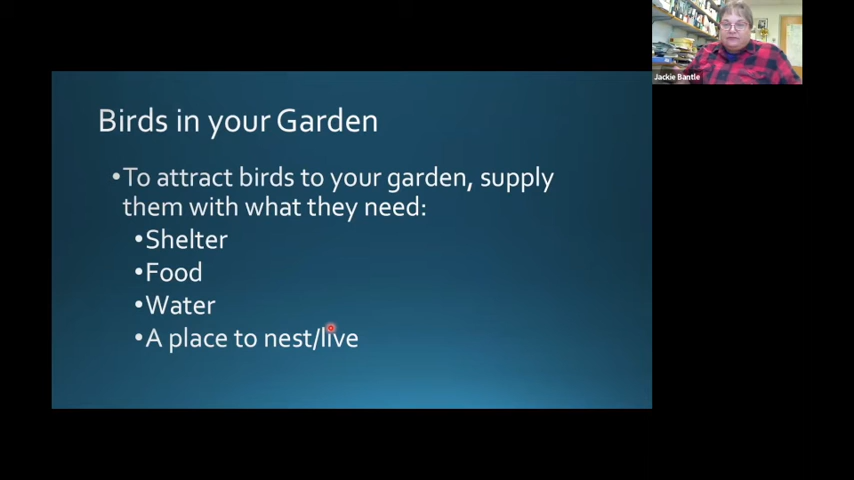 Jackie Bantle
Birds in your Garden
•To attract birds to your garden, supply
them with what they need:
•Shelter
•Food
•Water
•A place to nest/live